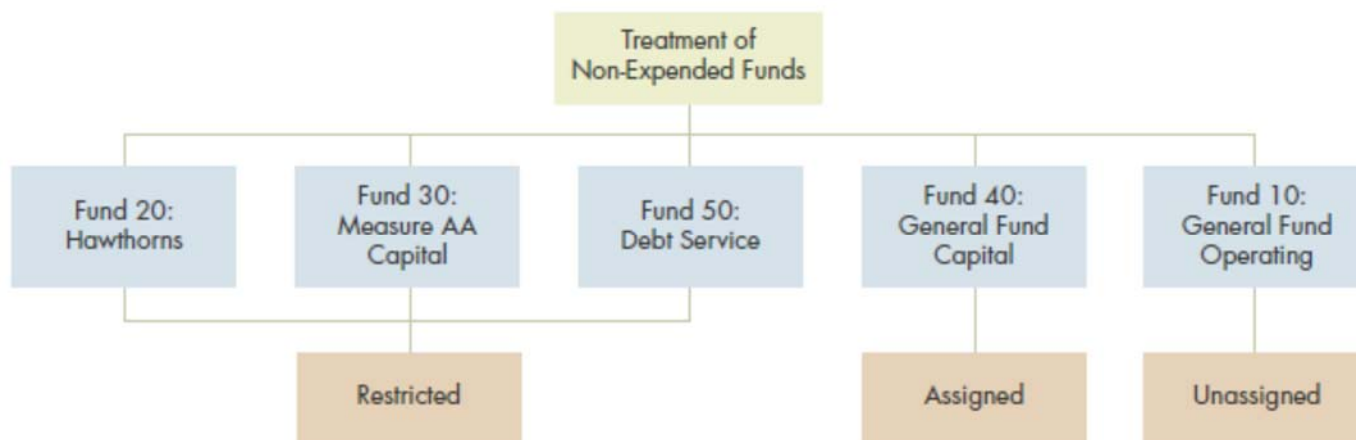 Treatment of
Non-Expended Funds
Fund 20:
Hawthorns
Fund 30:
Measure AA
Capital
Fund 50:
Debt Service
Fund 40:
General Fund
Capital
Fund 10:
General Fund
Operating
Restricted
Assigned
Unassigned